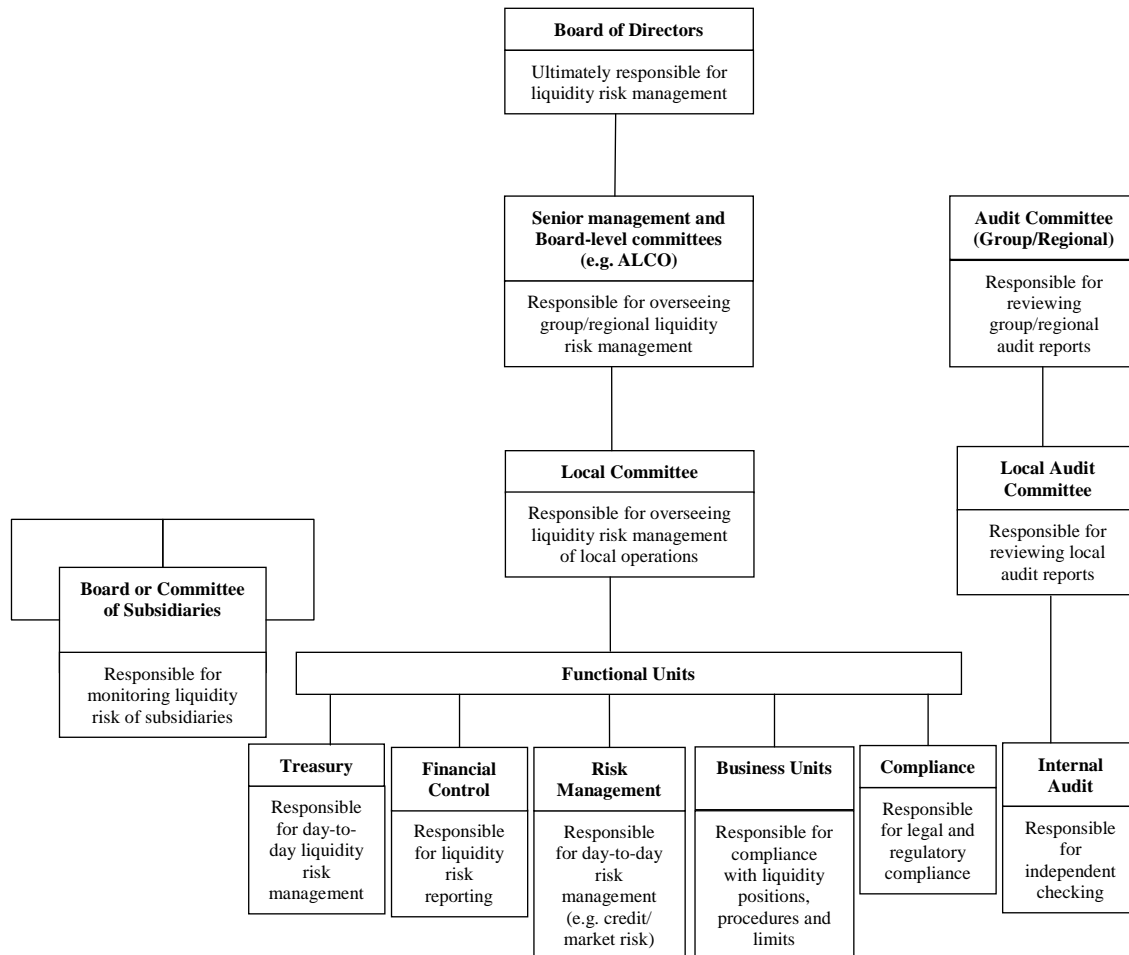 Board of Directors
Ultimately responsible for
liquidity risk management
Senior management and
Board-level committees
(e.g. ALCO)
Responsible for overseeing
group/regional liquidity
risk management
Audit Committee
(Group/Regional)
Responsible for
reviewing
group/regional
audit reports
Local Committee
Responsible for overseeing
liquidity risk management
of local operations
Local Audit
Committee
Responsible for
reviewing local
audit reports
Board or Committee
of Subsidiaries
Responsible for
monitoring liquidity
risk of subsidiaries
Functional Units
Treasury
Responsible
for day-to-
day liquidity
risk
management
Financial
Control
Responsible
for liquidity
risk
reporting
Risk
Management
Responsible
for day-to-day
risk
management
(e.g. credit/
market risk)
Business Units
Responsible for
compliance
with liquidity
positions,
procedures and
limits
Compliance
Responsible
for legal and
regulatory
compliance
Internal
Audit
Responsible
for
independent
checking